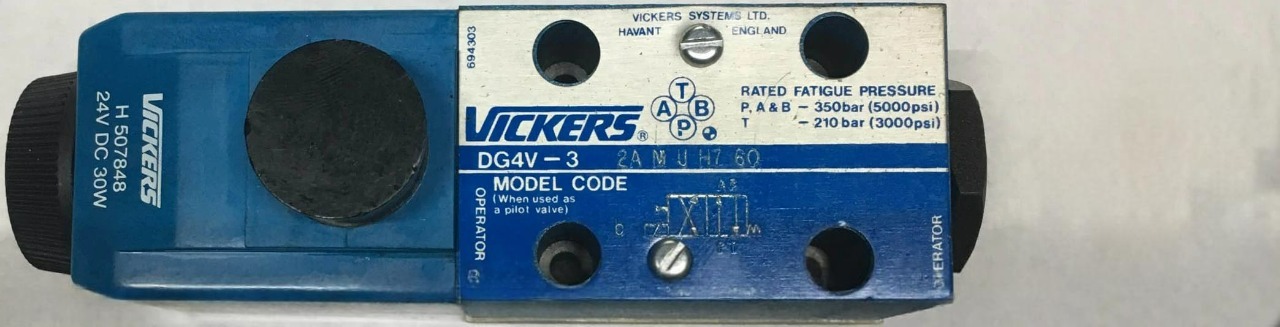 VICKERS
H 507848
24V DC 30W
694303
VICKERS SYSTEMS LTD.
HAVANT ENGLAND
VICKERS®
T
A B
P
RATED FATIGUE PRESSURE
P, A & B – 350bar (5000psi)
T – 210 bar (3000psi)
DG4V – 3 2A M U H7 60
MODEL CODE
(When used as
a pilot valve)
OPERATOR
OPERATOR